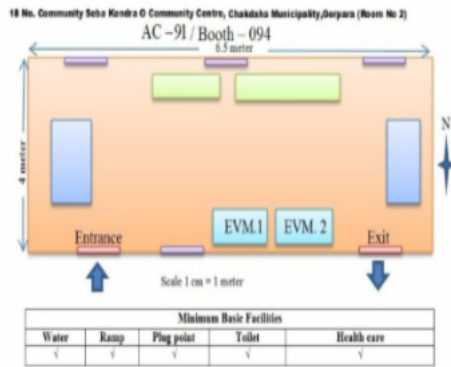 18 No. Community Seba Kendra O Community Centre, Chakdaha Municipality,Gorpara (Room No 2)
AC -91 / Booth - 094
6.5 meter
4 meter
N
EVM.1 EVM. 2
Entrance Exit
Scale 1 cm = 1 meter
Minimum Basic Facilities
Water Ramp Plug point Toilet Health care
√ √ √ √ √